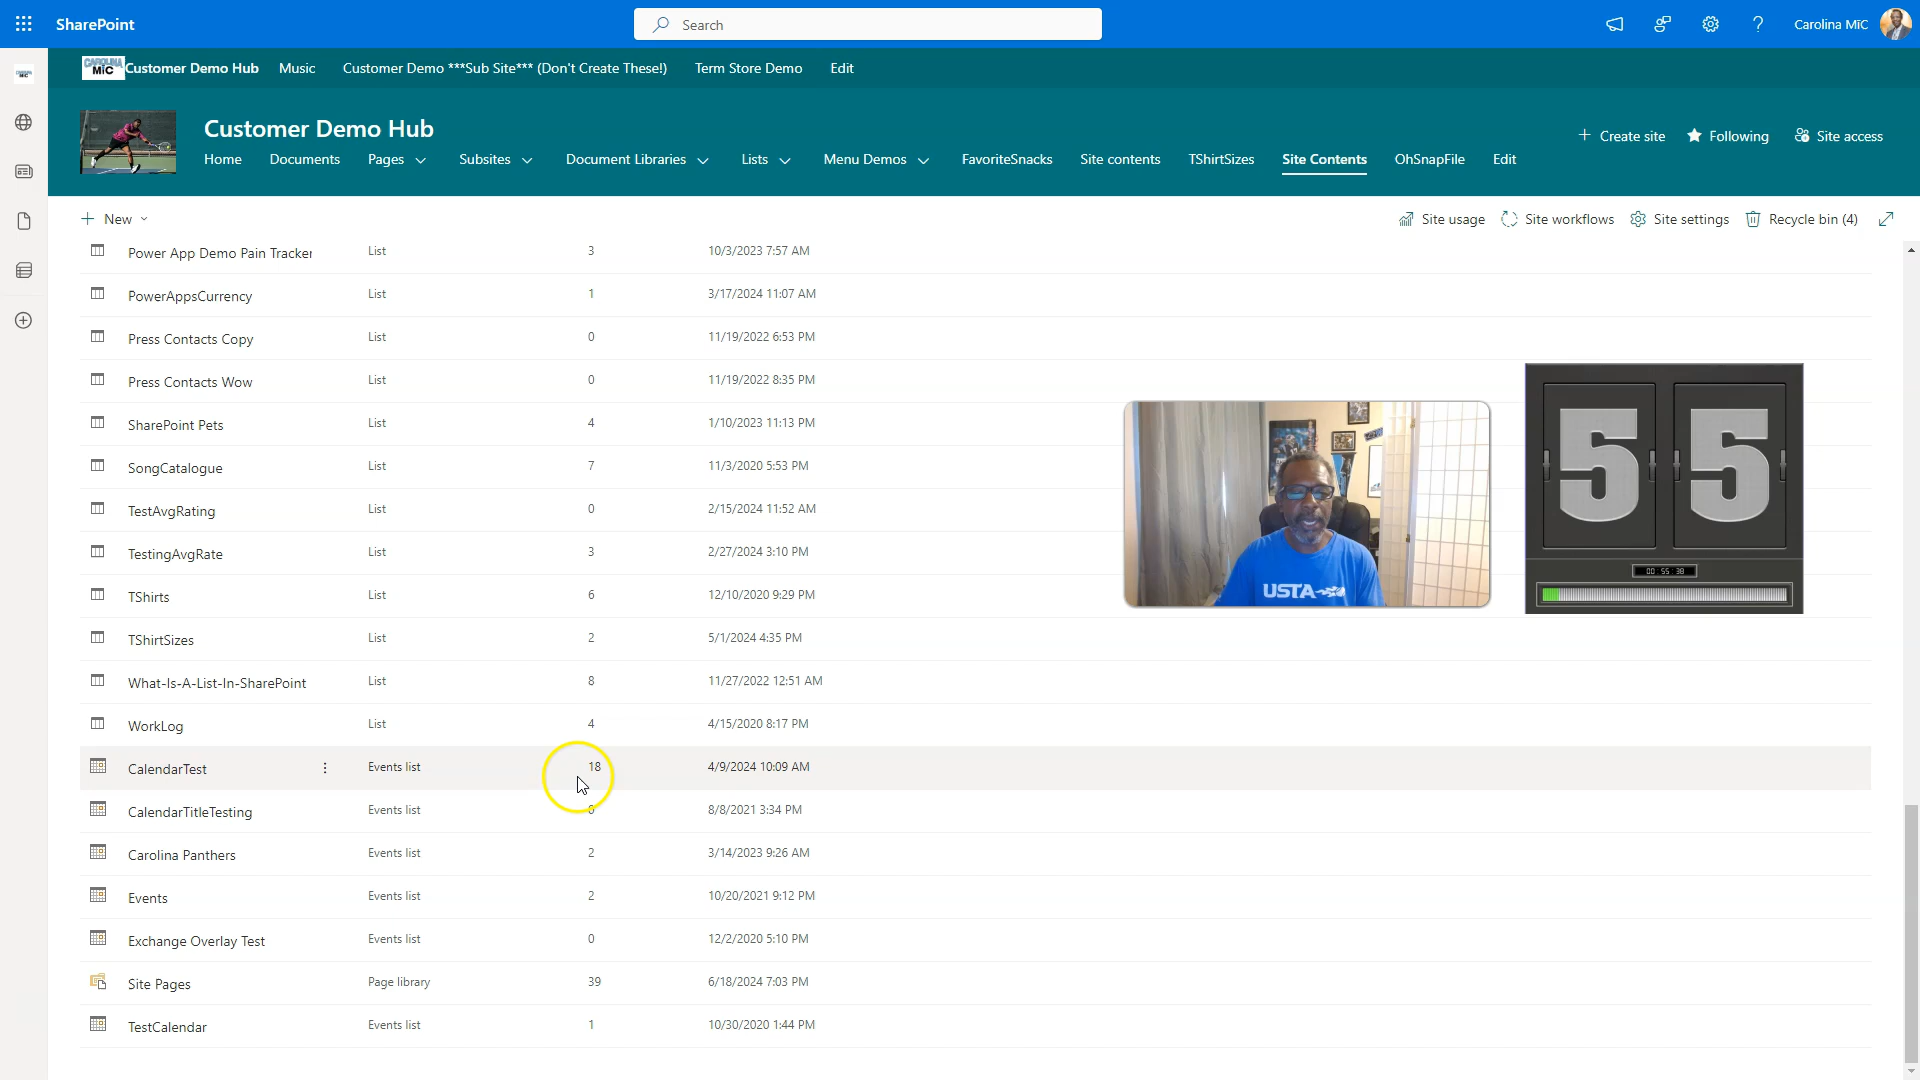 SharePoint
Search
Carolina MiC
CAROLINA MiC
Customer Demo Hub
Music
Customer Demo ***Sub Site*** (Don't Create These!)
Term Store Demo
Edit
Customer Demo Hub
Create site
Following
Site access
Home
Documents
Pages
Subsites
Document Libraries
Lists
Menu Demos
FavoriteSnacks
Site contents
TShirtSizes
Site Contents
OhSnapFile
Edit
New
Site usage
Site workflows
Site settings
Recycle bin (4)
Power App Demo Pain Tracker List 3 10/3/2023 7:57 AM
PowerAppsCurrency List 1 3/17/2024 11:07 AM
Press Contacts Copy List 0 11/19/2022 6:53 PM
Press Contacts Wow List 0 11/19/2022 8:35 PM
SharePoint Pets List 4 1/10/2023 11:13 PM
SongCatalogue List 7 11/3/2020 5:53 PM
TestAvgRating List 0 2/15/2024 11:52 AM
TestingAvgRate List 3 2/27/2024 3:10 PM
TShirts List 6 12/10/2020 9:29 PM
TShirtSizes List 2 5/1/2024 4:35 PM
What-Is-A-List-In-SharePoint List 8 11/27/2022 12:51 AM
WorkLog List 4 4/15/2020 8:17 PM
CalendarTest Events list 18 4/9/2024 10:09 AM
CalendarTitleTesting Events list 8/8/2021 3:34 PM
Carolina Panthers Events list 2 3/14/2023 9:26 AM
Events Events list 2 10/20/2021 9:12 PM
Exchange Overlay Test Events list 0 12/2/2020 5:10 PM
Site Pages Page library 39 6/18/2024 7:03 PM
TestCalendar Events list 1 10/30/2020 1:44 PM
USTA
55
00:55:38